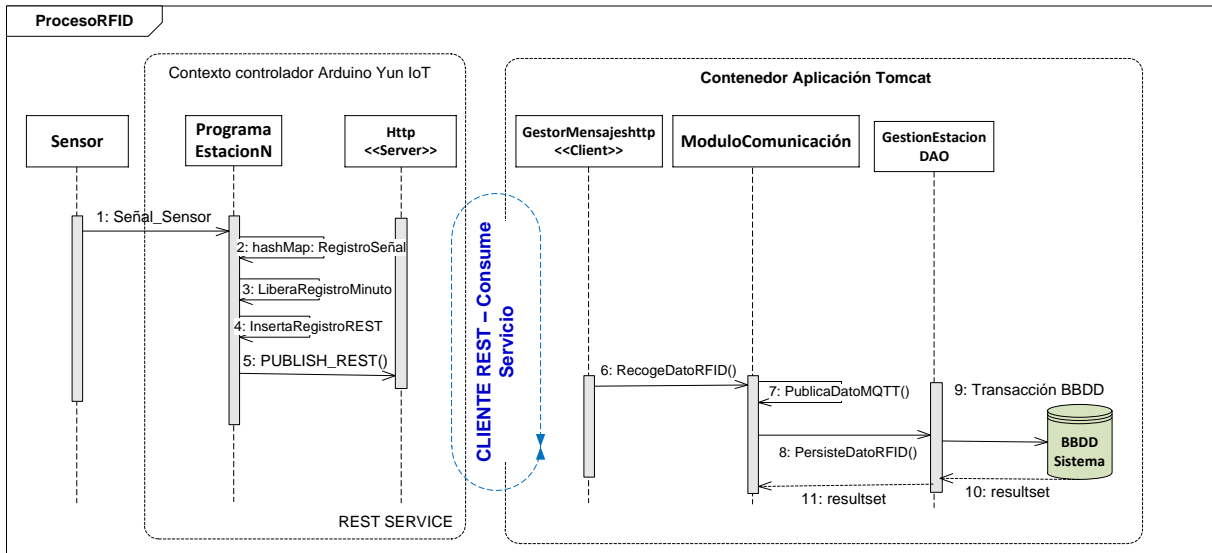 ProcesoRFID
Contexto controlador Arduino Yun IoT
Contenedor Aplicación Tomcat
Sensor
Programa
EstacionN
Http
<<Server>>
GestorMensajeshttp
<<Client>>
ModuloComunicación
GestionEstacion
DAO
1: Señal_Sensor
2: hashMap: RegistroSeñal
3: LiberaRegistroMinuto
4: InsertaRegistroREST
5: PUBLISH_REST()
CLIENTE REST – Consume
Servicio
6: RecogeDatoRFID()
7: PublicaDatoMQTT()
8: PersisteDatoRFID()
9: Transacción BBDD
BBDD
Sistema
10: resultset
11: resultset
REST SERVICE